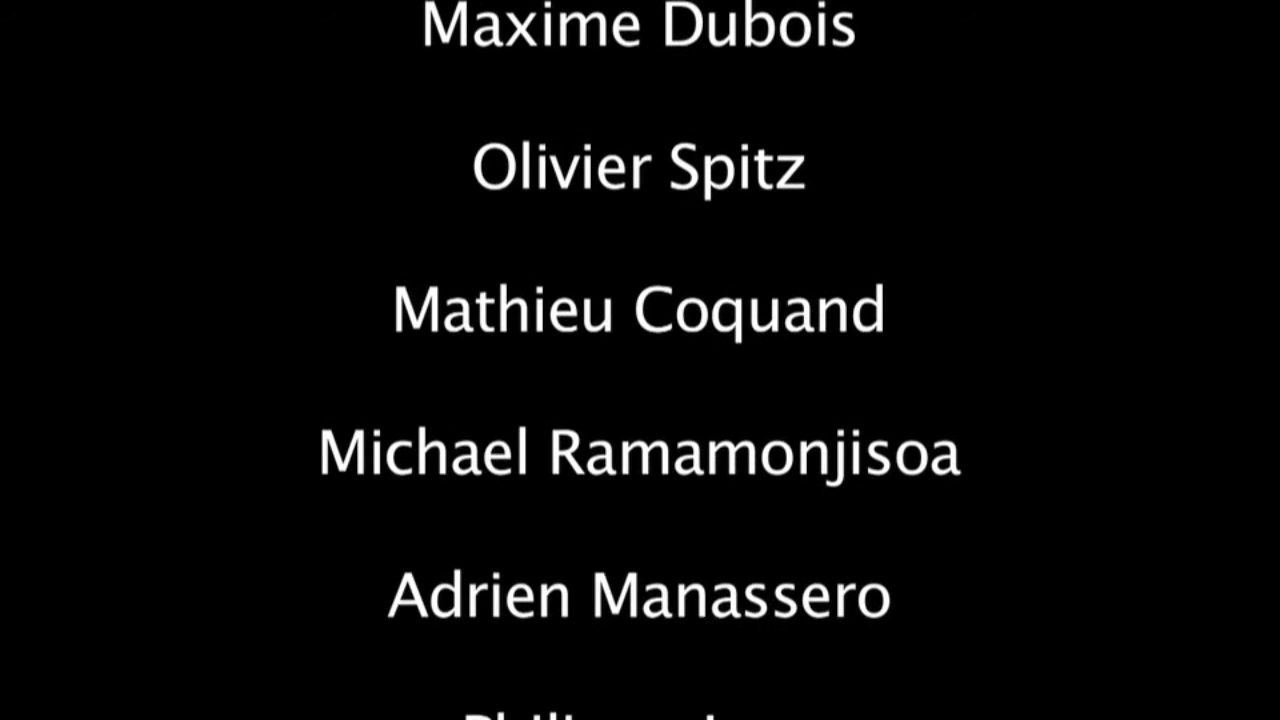 Maxime Dubois
Olivier Spitz
Mathieu Coquand
Michael Ramamonjisoa
Adrien Manassero